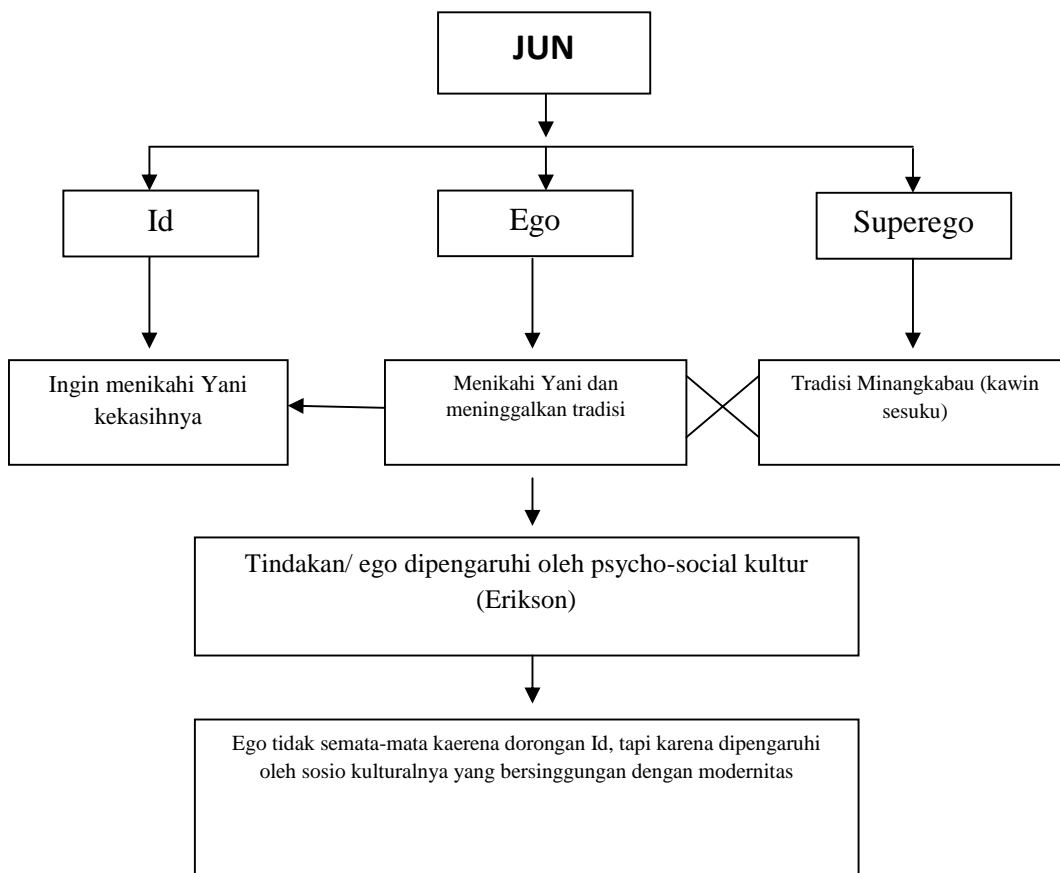 JUN
Id
Ego
Superego
Ingin menikahi Yani
kekasihnya
Menikahi Yani dan
meninggalkan tradisi
Tradisi Minangkabau (kawin
sesuku)
Tindakan/ ego dipengaruhi oleh psycho-social kultur
(Erikson)
Ego tidak semata-mata kaerena dorongan Id, tapi karena dipengaruhi
oleh sosio kulturalnya yang bersinggungan dengan modernitas